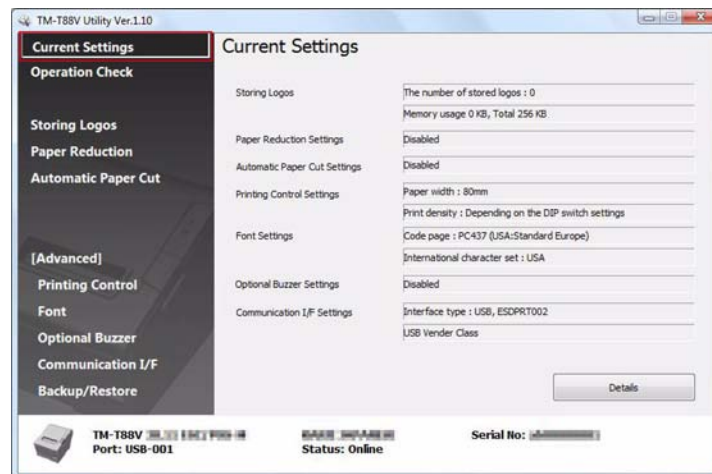 TM-T88V Utility Ver.1.10
Current Settings
Operation Check
Storing Logos
Paper Reduction
Automatic Paper Cut
[Advanced]
Printing Control
Font
Optional Buzzer
Communication I/F
Backup/Restore
Current Settings
Storing Logos
The number of stored logos : 0
Memory usage 0 KB, Total 256 KB
Paper Reduction Settings
Disabled
Automatic Paper Cut Settings
Disabled
Printing Control Settings
Paper width : 80mm
Print density : Depending on the DIP switch settings
Font Settings
Code page : PC437 (USA:Standard Europe)
International character set : USA
Optional Buzzer Settings
Disabled
Communication I/F Settings
Interface type : USB, ESDPRT002
USB Vender Class
Details
TM-T88V
Port: USB-001
Status: Online
Serial No: